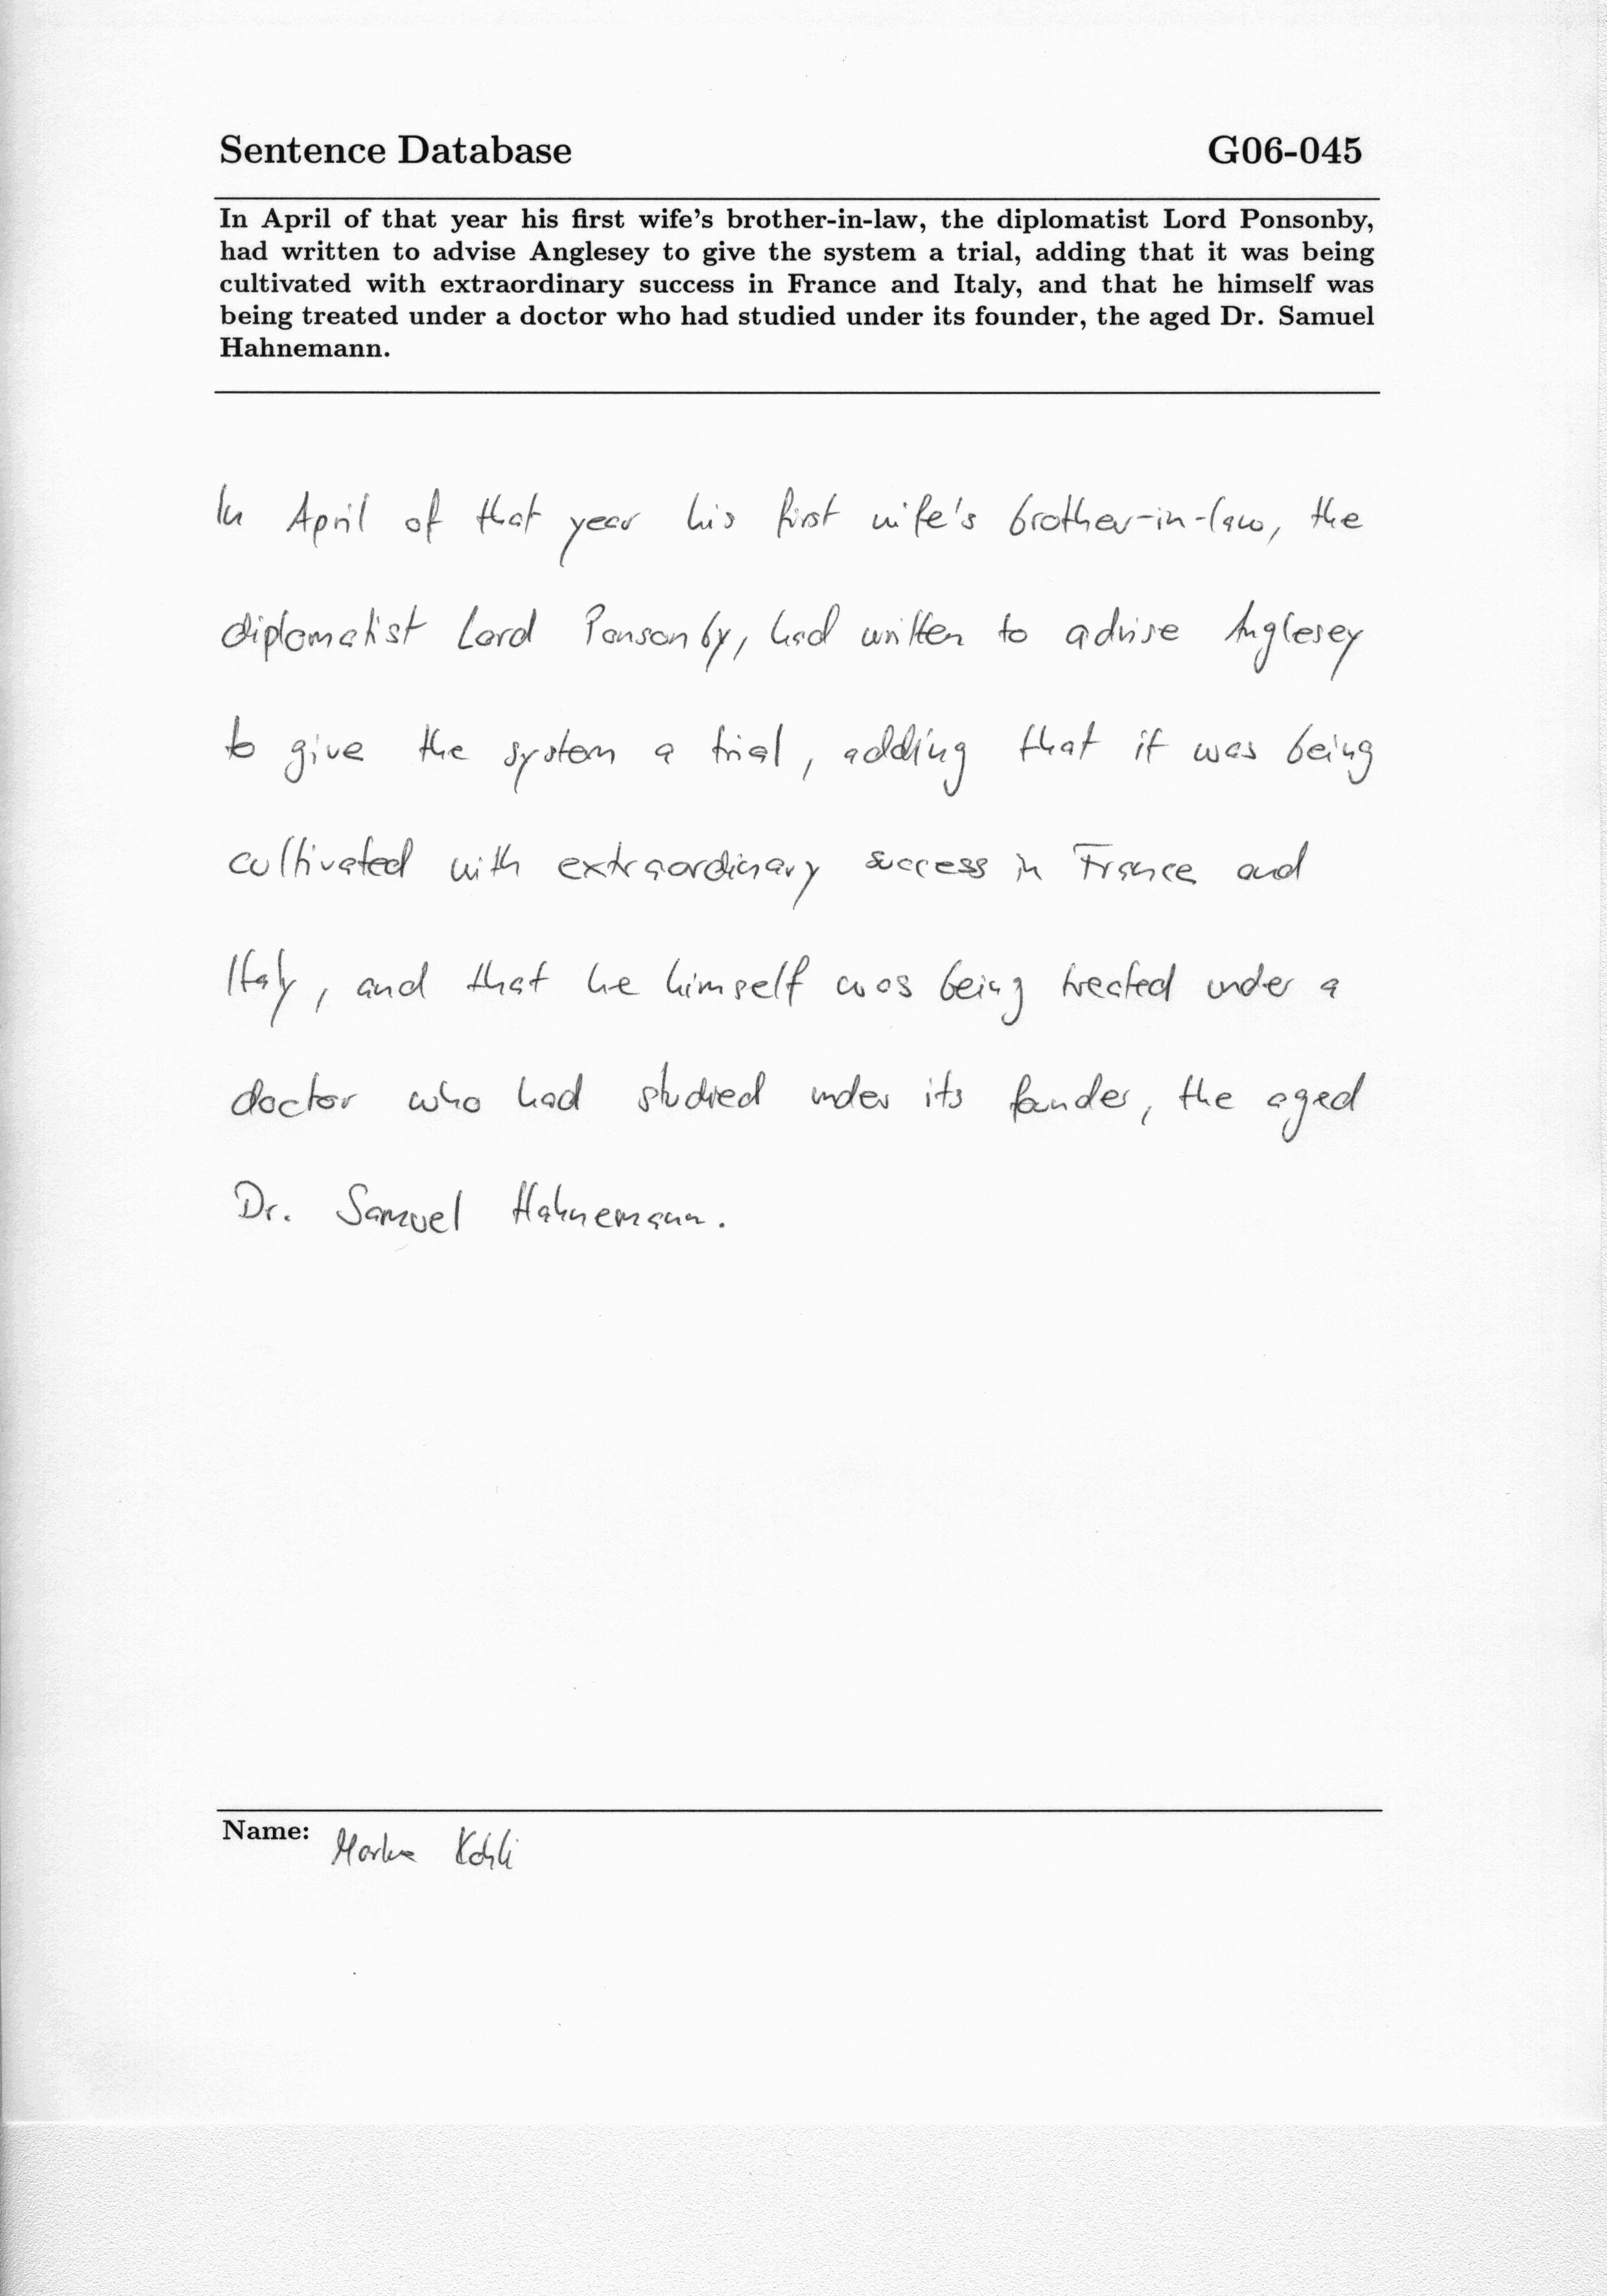 Sentence Database G06-045
In April of that year his first wife's brother-in-law, the diplomatist Lord Ponsonby,
had written to advise Anglesey to give the system a trial, adding that it was being
cultivated with extraordinary success in France and Italy, and that he himself was
being treated under a doctor who had studied under its founder, the aged Dr. Samuel
Hahnemann.
In April of that year his first wife's brother-in-law, the
diplomatist Lord Ponsonby, had written to advise Anglesey
to give the system a trial, adding that it was being
cultivated with extraordinary success in France and
Italy, and that he himself was being treated under a
doctor who had studied under its founder, the aged
Dr. Samuel Hahnemann.
Name: